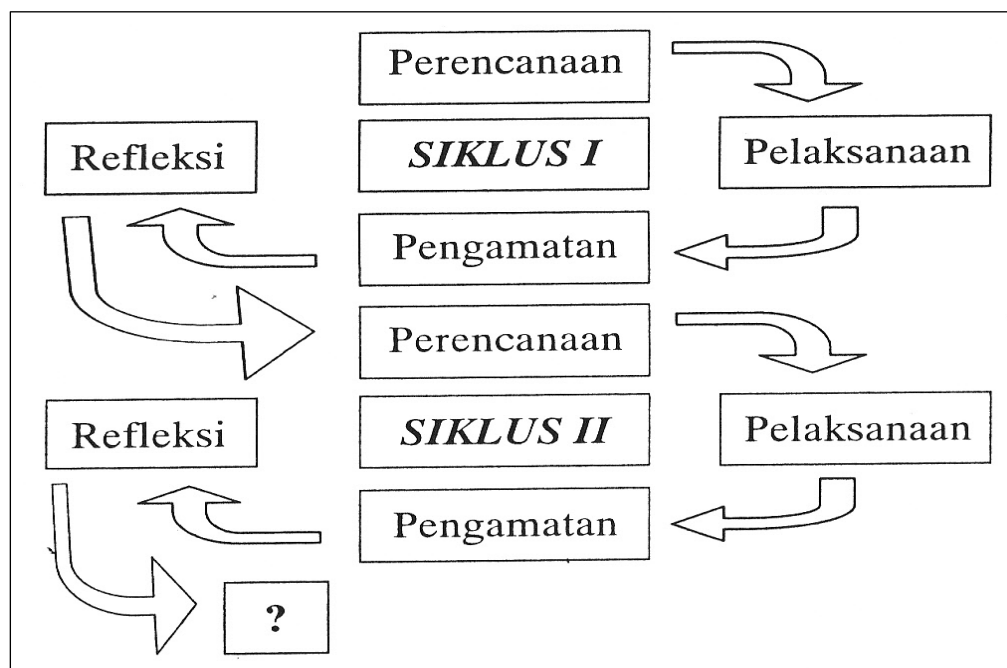 Perencanaan
Refleksi
SIKLUS I
Pelaksanaan
Pengamatan
Perencanaan
Refleksi
SIKLUS II
Pelaksanaan
Pengamatan
?